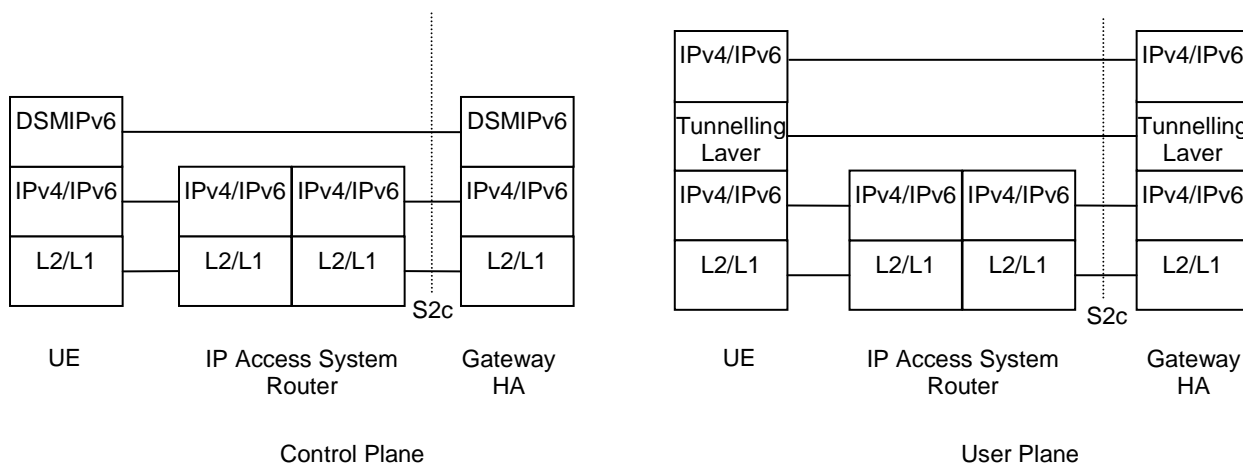 IPv4/IPv6 IPv4/IPv6
DSMIPv6 DSMIPv6 Tunnelling Tunnelling
Laver Laver
IPv4/IPv6 IPv4/IPv6 IPv4/IPv6 IPv4/IPv6 IPv4/IPv6 IPv4/IPv6 IPv4/IPv6 IPv4/IPv6
L2/L1 L2/L1 L2/L1 L2/L1 L2/L1 L2/L1 L2/L1 L2/L1
S2c S2c
UE IP Access System Gateway UE IP Access System Gateway
Router HA Router HA
Control Plane User Plane